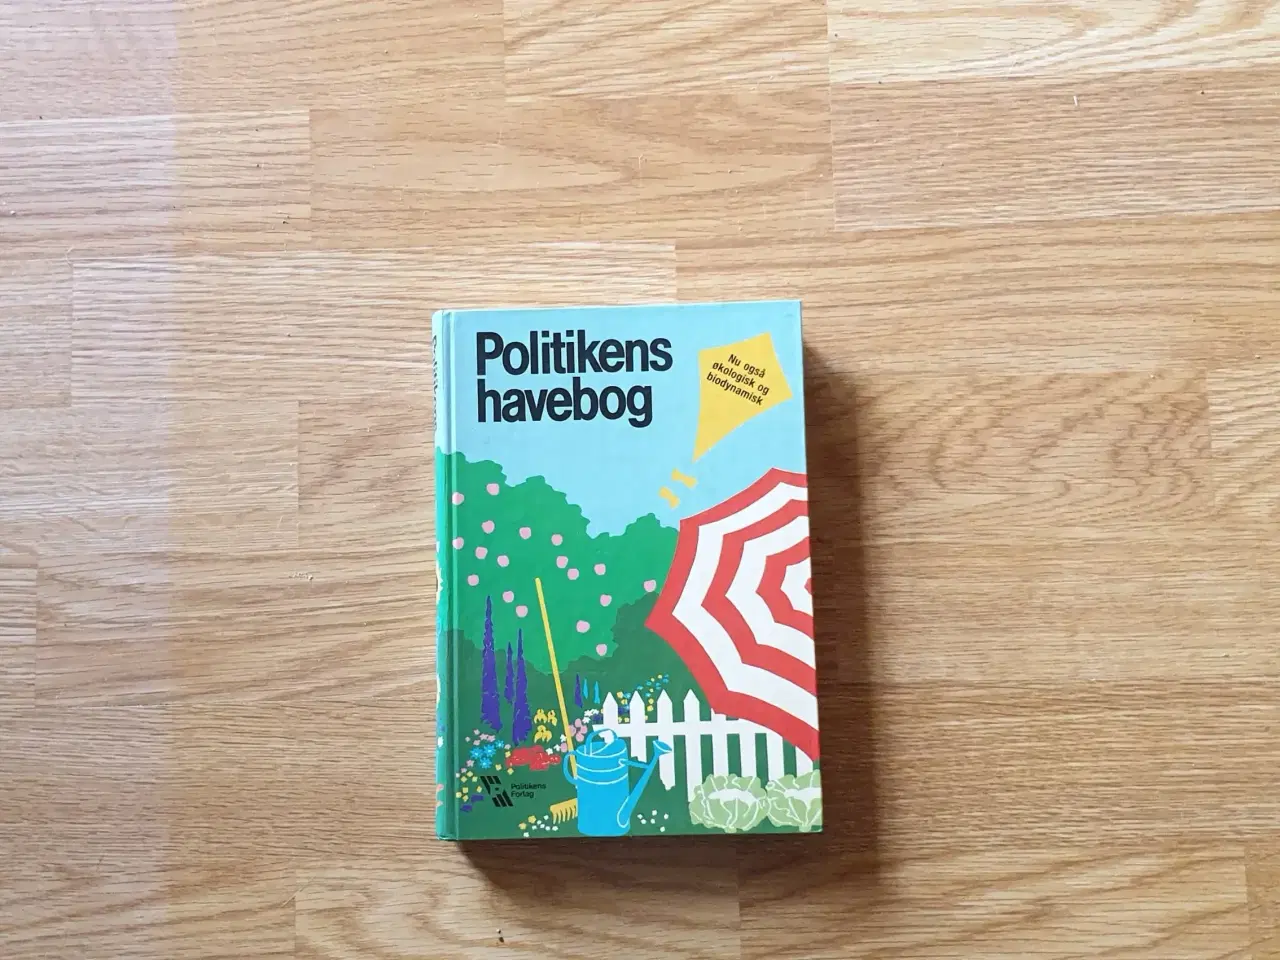 Politikens
havebog
Nu også
økologisk og
biodynamisk
Politikens
Forlag